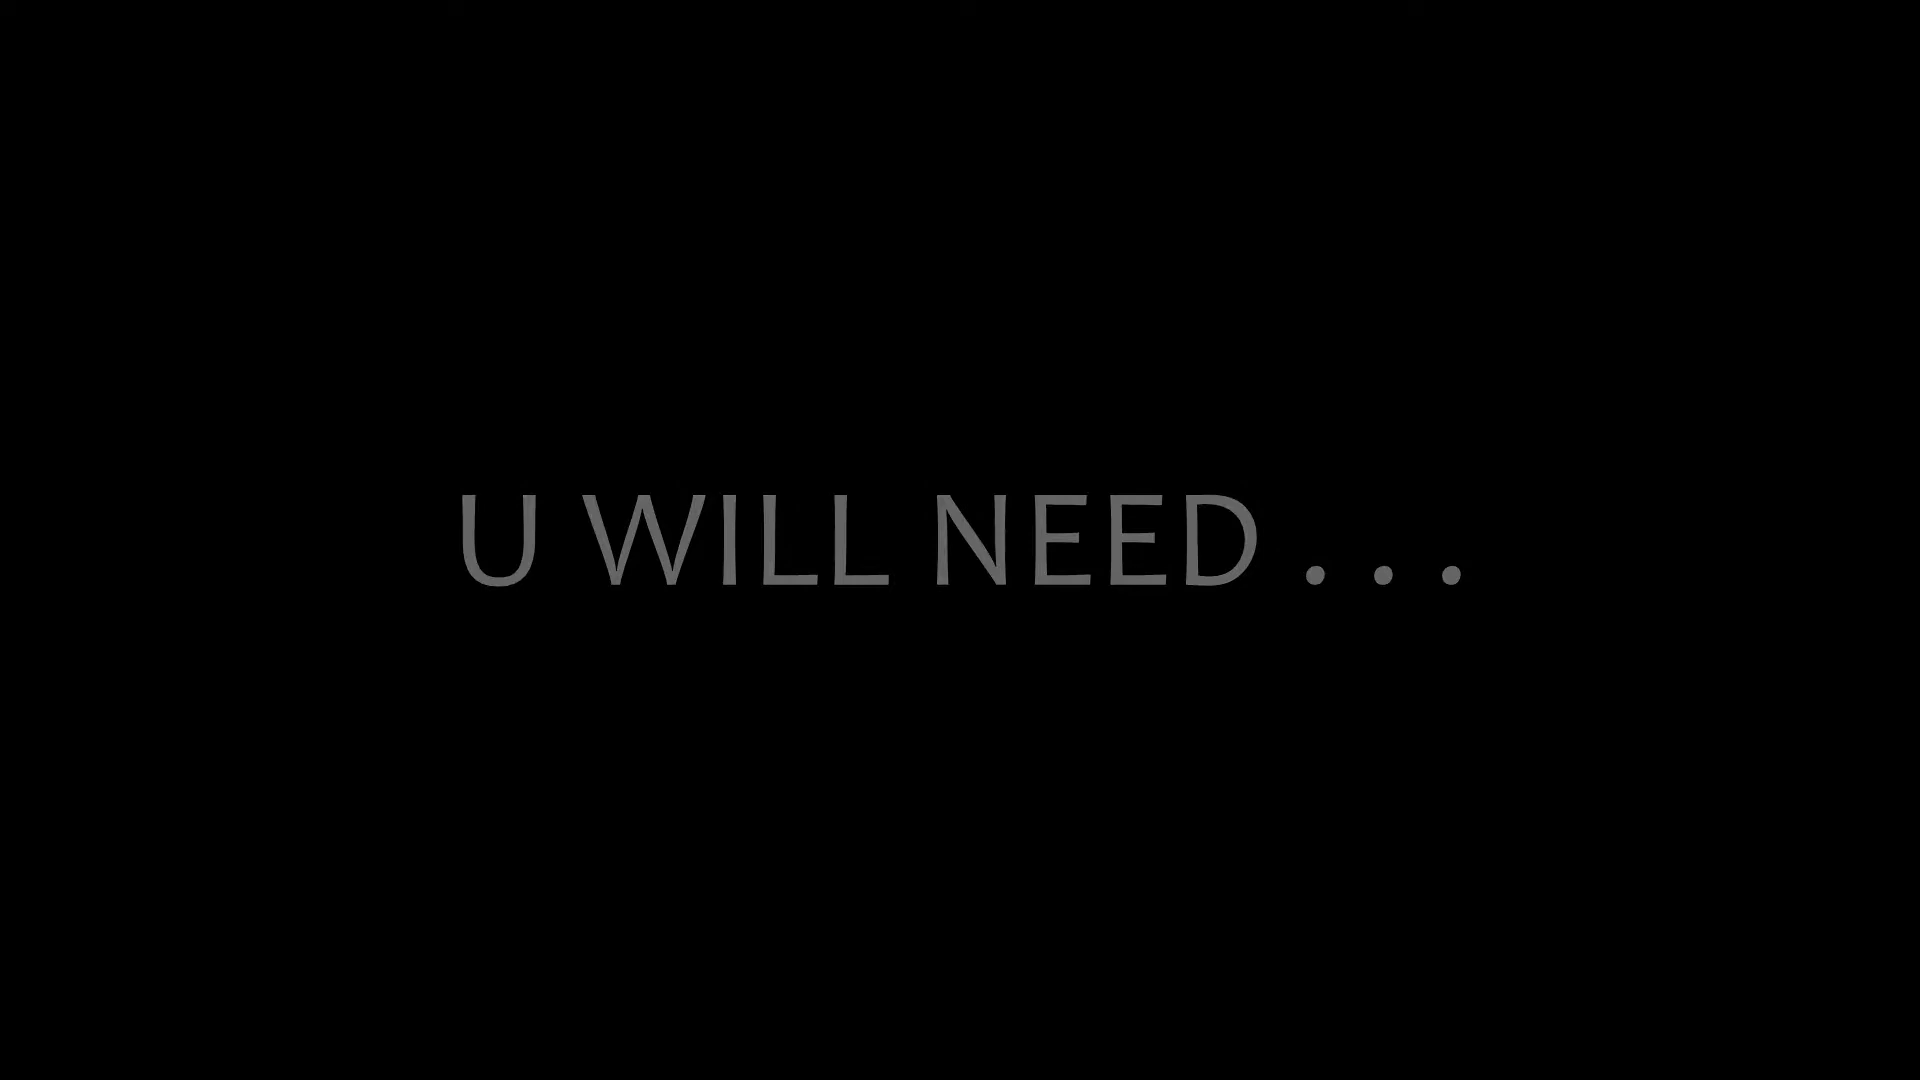 U WILL NEED . . .